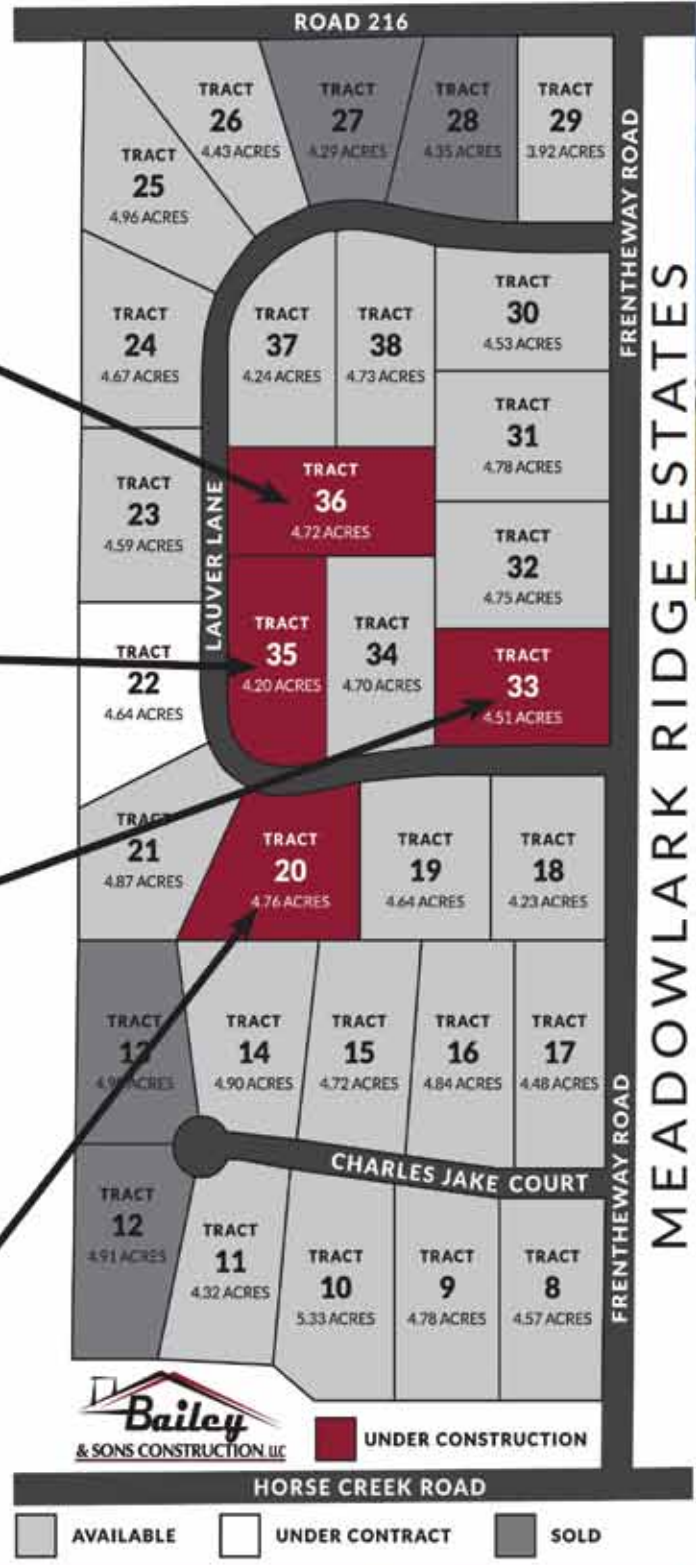 ROAD 216
TRACT
26
4.43 ACRES
TRACT
27
4.29 ACRES
TRACT
28
4.35 ACRES
TRACT
29
3.92 ACRES
TRACT
25
4.96 ACRES
FRENTHEWAY ROAD
TRACT
24
4.67 ACRES
TRACT
37
4.24 ACRES
TRACT
38
4.73 ACRES
TRACT
30
4.53 ACRES
TRACT
31
4.78 ACRES
TRACT
23
4.59 ACRES
LAUVER LANE
TRACT
36
4.72 ACRES
TRACT
32
4.75 ACRES
TRACT
22
4.64 ACRES
TRACT
35
4.20 ACRES
TRACT
34
4.70 ACRES
TRACT
33
4.51 ACRES
MEADOWLARK RIDGE ESTATES
TRACT
21
4.87 ACRES
TRACT
20
4.76 ACRES
TRACT
19
4.64 ACRES
TRACT
18
4.23 ACRES
TRACT
13
ACRES
TRACT
14
4.90 ACRES
TRACT
15
4.72 ACRES
TRACT
16
4.84 ACRES
TRACT
17
4.48 ACRES
CHARLES JAKE COURT
FRENTHEWAY ROAD
TRACT
12
4.91 ACRES
TRACT
11
4.32 ACRES
TRACT
10
5.33 ACRES
TRACT
9
4.78 ACRES
TRACT
8
4.57 ACRES
Bailey
& SONS CONSTRUCTION LLC
UNDER CONSTRUCTION
HORSE CREEK ROAD
AVAILABLE
UNDER CONTRACT
SOLD